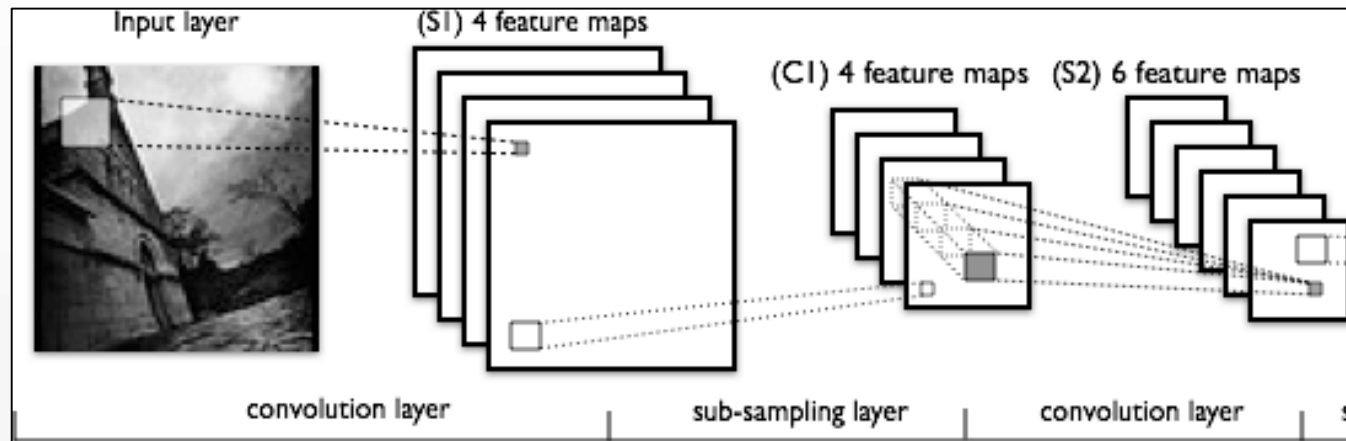 Input layer
(S1) 4 feature maps
(C1) 4 feature maps
(S2) 6 feature maps
convolution layer
sub-sampling layer
convolution layer
s